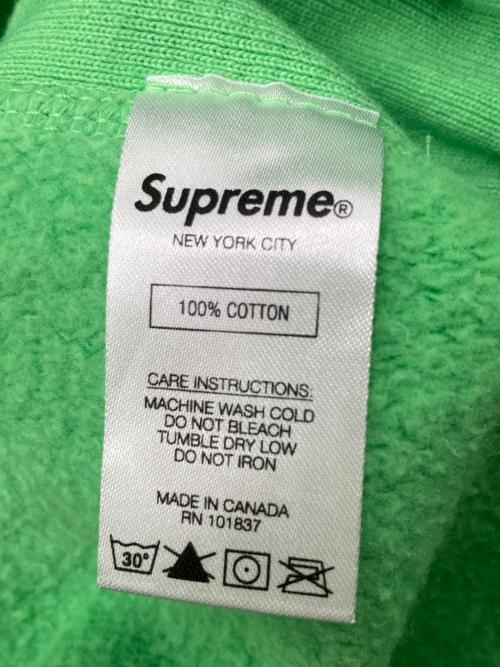 Supreme®
NEW YORK CITY
100% COTTON
CARE INSTRUCTIONS:
MACHINE WASH COLD
DO NOT BLEACH
TUMBLE DRY LOW
DO NOT IRON
MADE IN CANADA
RN 101837
30°